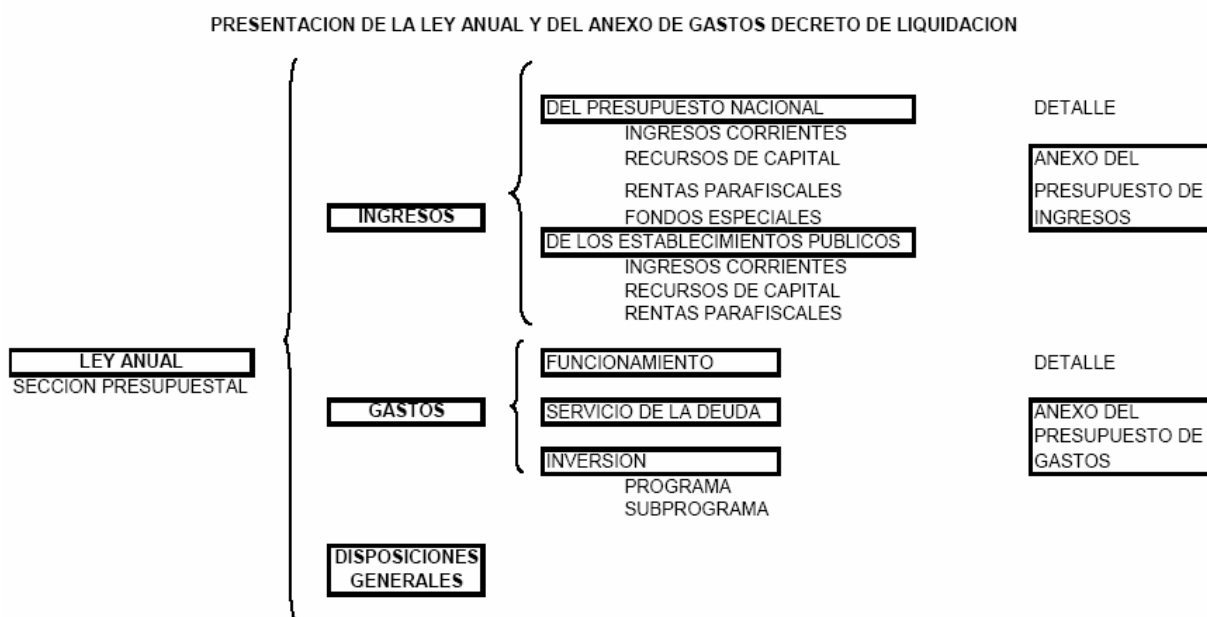 PRESENTACION DE LA LEY ANUAL Y DEL ANEXO DE GASTOS DECRETO DE LIQUIDACION
LEY ANUAL
SECCION PRESUPUESTAL
INGRESOS
DEL PRESUPUESTO NACIONAL
INGRESOS CORRIENTES
RECURSOS DE CAPITAL
RENTAS PARAFISCALES
FONDOS ESPECIALES
DE LOS ESTABLECIMIENTOS PUBLICOS
INGRESOS CORRIENTES
RECURSOS DE CAPITAL
RENTAS PARAFISCALES
DETALLE
ANEXO DEL
PRESUPUESTO DE
INGRESOS
GASTOS
FUNCIONAMIENTO
SERVICIO DE LA DEUDA
INVERSION
PROGRAMA
SUBPROGRAMA
DETALLE
ANEXO DEL
PRESUPUESTO DE
GASTOS
DISPOSICIONES
GENERALES